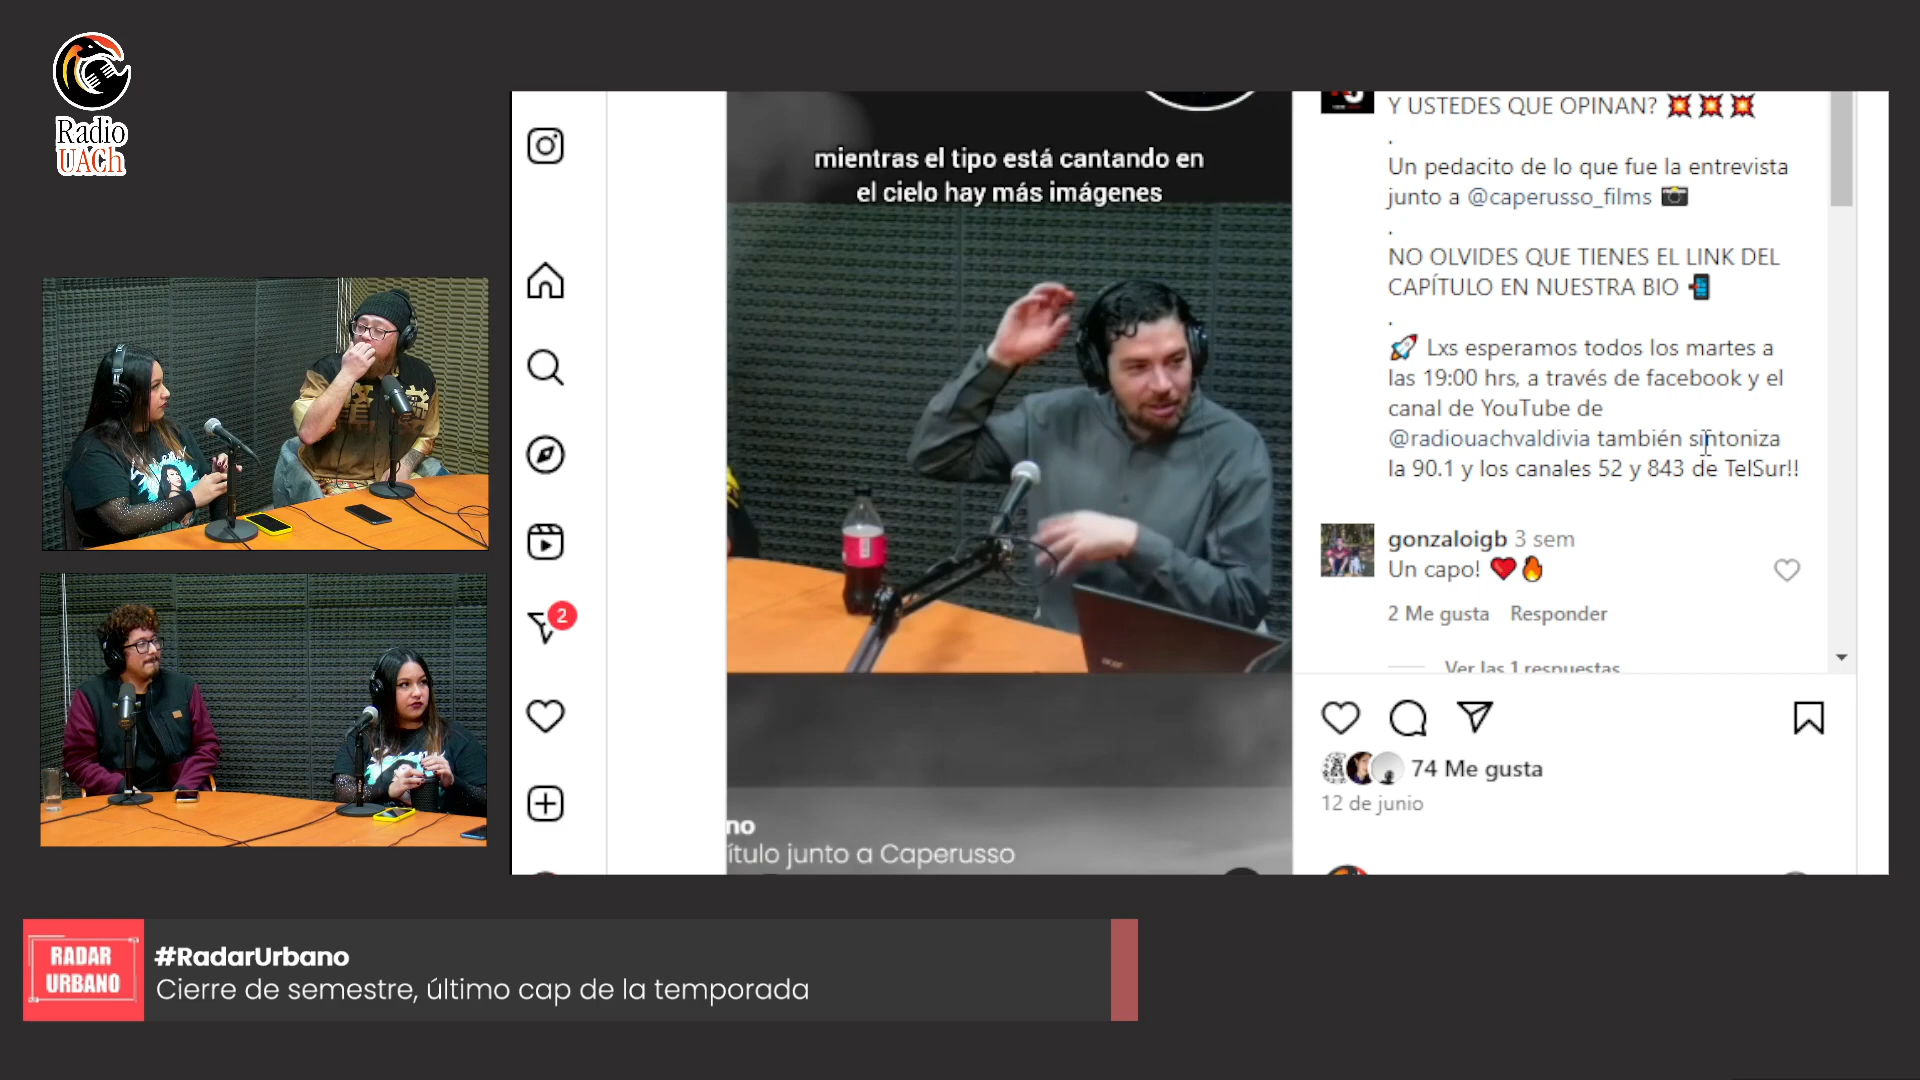 Radio
UACh
mientras el tipo está cantando en
el cielo hay más imágenes
Y USTEDES QUE OPINAN? 💥 💥 💥
.
Un pedacito de lo que fue la entrevista
junto a @caperusso_films 📷
.
NO OLVIDES QUE TIENES EL LINK DEL
CAPÍTULO EN NUESTRA BIO 📲
.
🚀 Lxs esperamos todos los martes a
las 19:00 hrs, a través de facebook y el
canal de YouTube de
@radiouachvaldivia también sintoniza
la 90.1 y los canales 52 y 843 de TelSur!!
gonzaloigb 3 sem
Un capo! ❤️🔥
2 Me gusta Responder
Ver las 1 respuestas
2
74 Me gusta
12 de junio
no
ítulo junto a Caperusso
acer
RADAR
URBANO
#RadarUrbano
Cierre de semestre, último cap de la temporada